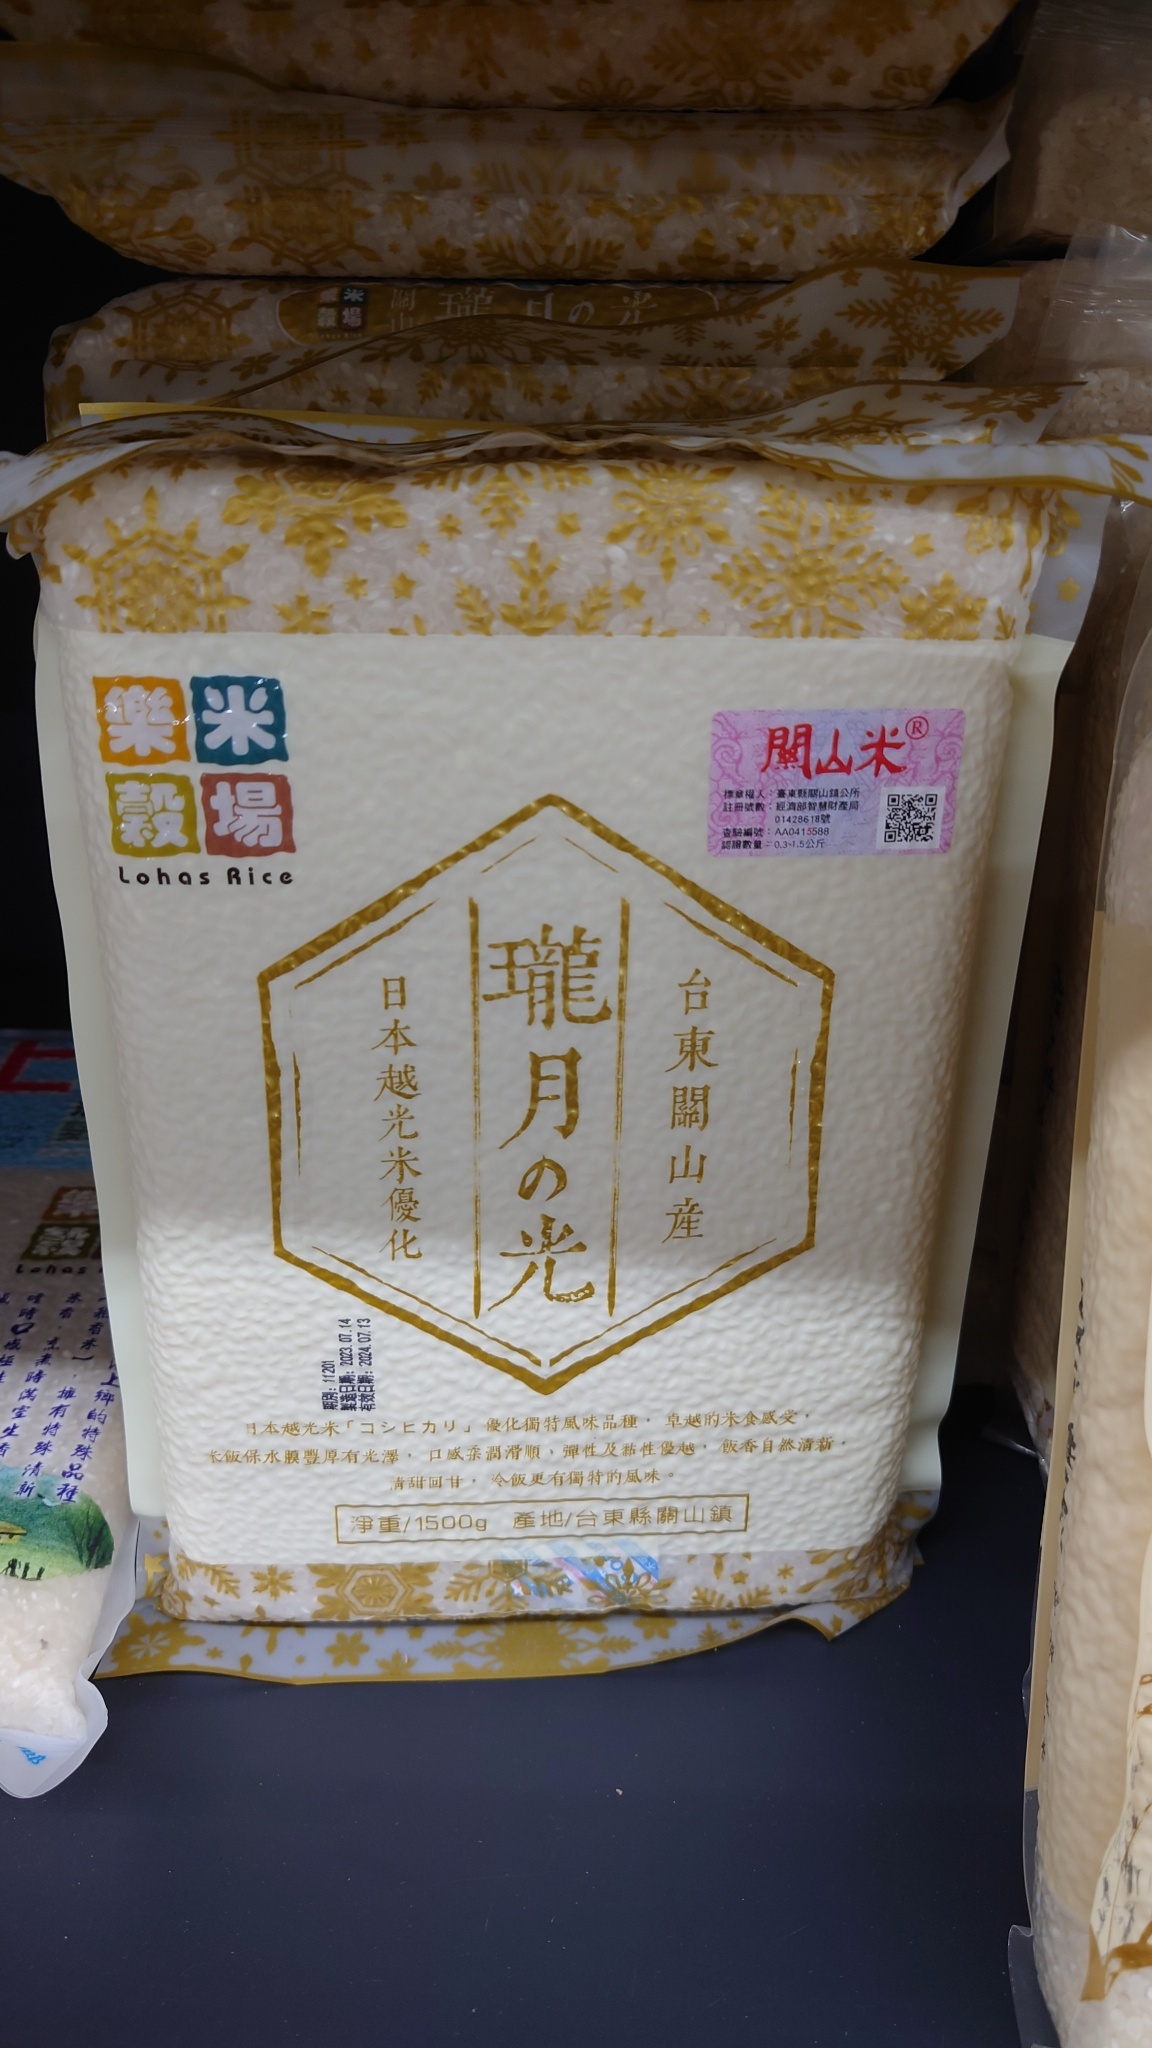 樂米
穀場
Lohas Rice
關山米®
標章權人：臺東縣關山鎮公所
註冊號數：經濟部智慧財產局
01428618號
查驗編號：AA0415588
認證數量：0.3-1.5公斤
台東關山産
瓏月の光
日本越光米優化
期別：11201
製造日期：2023.07.14
有效日期：2024.07.13
日本越光米「コシヒカリ」優化獨特風味品種，卓越的米食感受，
米飯保水膜豐厚有光澤，口感柔潤滑順，彈性及黏性優越，飯香自然清新，
清甜回甘，冷飯更有獨特的風味。
淨重/1500g 產地/台東縣關山鎮